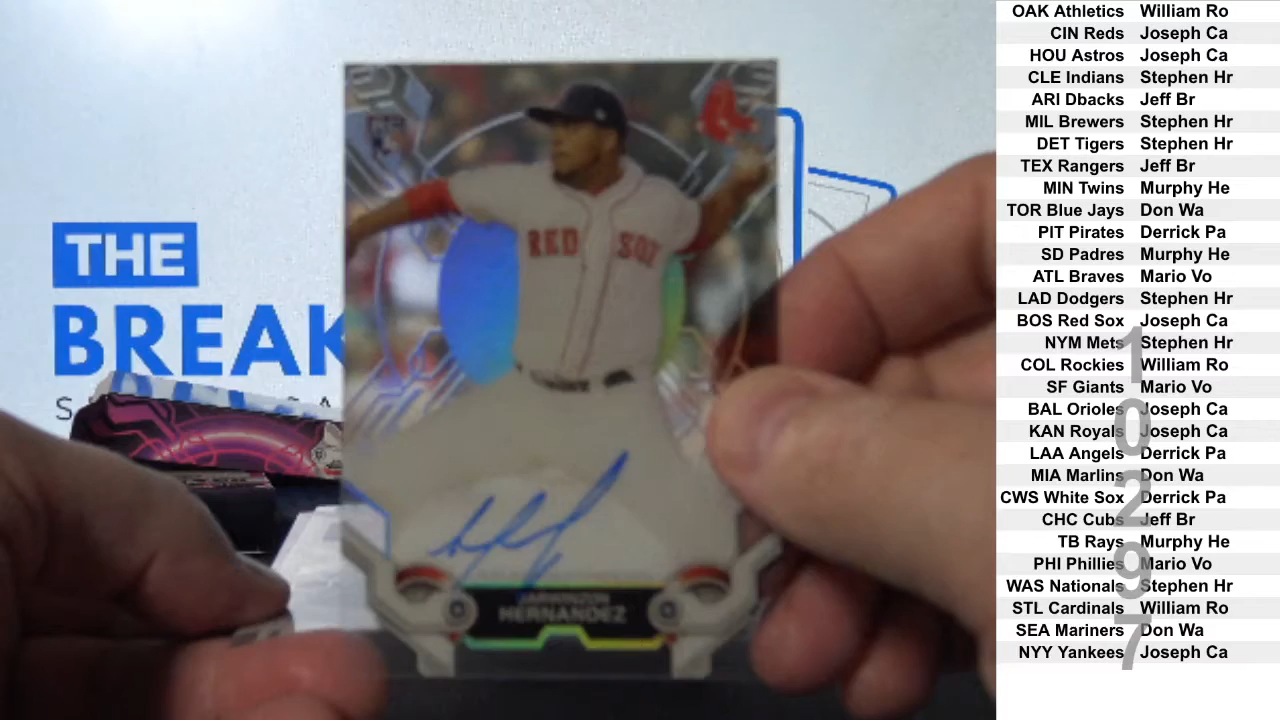 THE
BREAK
RED SOX
HERNANDEZ
OAK Athletics William Ro
CIN Reds Joseph Ca
HOU Astros Joseph Ca
CLE Indians Stephen Hr
ARI Dbacks Jeff Br
MIL Brewers Stephen Hr
DET Tigers Stephen Hr
TEX Rangers Jeff Br
MIN Twins Murphy He
TOR Blue Jays Don Wa
PIT Pirates Derrick Pa
SD Padres Murphy He
ATL Braves Mario Vo
LAD Dodgers Stephen Hr
BOS Red Sox Joseph Ca
NYM Mets Stephen Hr
COL Rockies William Ro
SF Giants Mario Vo
BAL Orioles Joseph Ca
KAN Royals Joseph Ca
LAA Angels Derrick Pa
MIA Marlins Don Wa
CWS White Sox Derrick Pa
CHC Cubs Jeff Br
TB Rays Murphy He
PHI Phillies Mario Vo
WAS Nationals Stephen Hr
STL Cardinals William Ro
SEA Mariners Don Wa
NYY Yankees Joseph Ca
10297